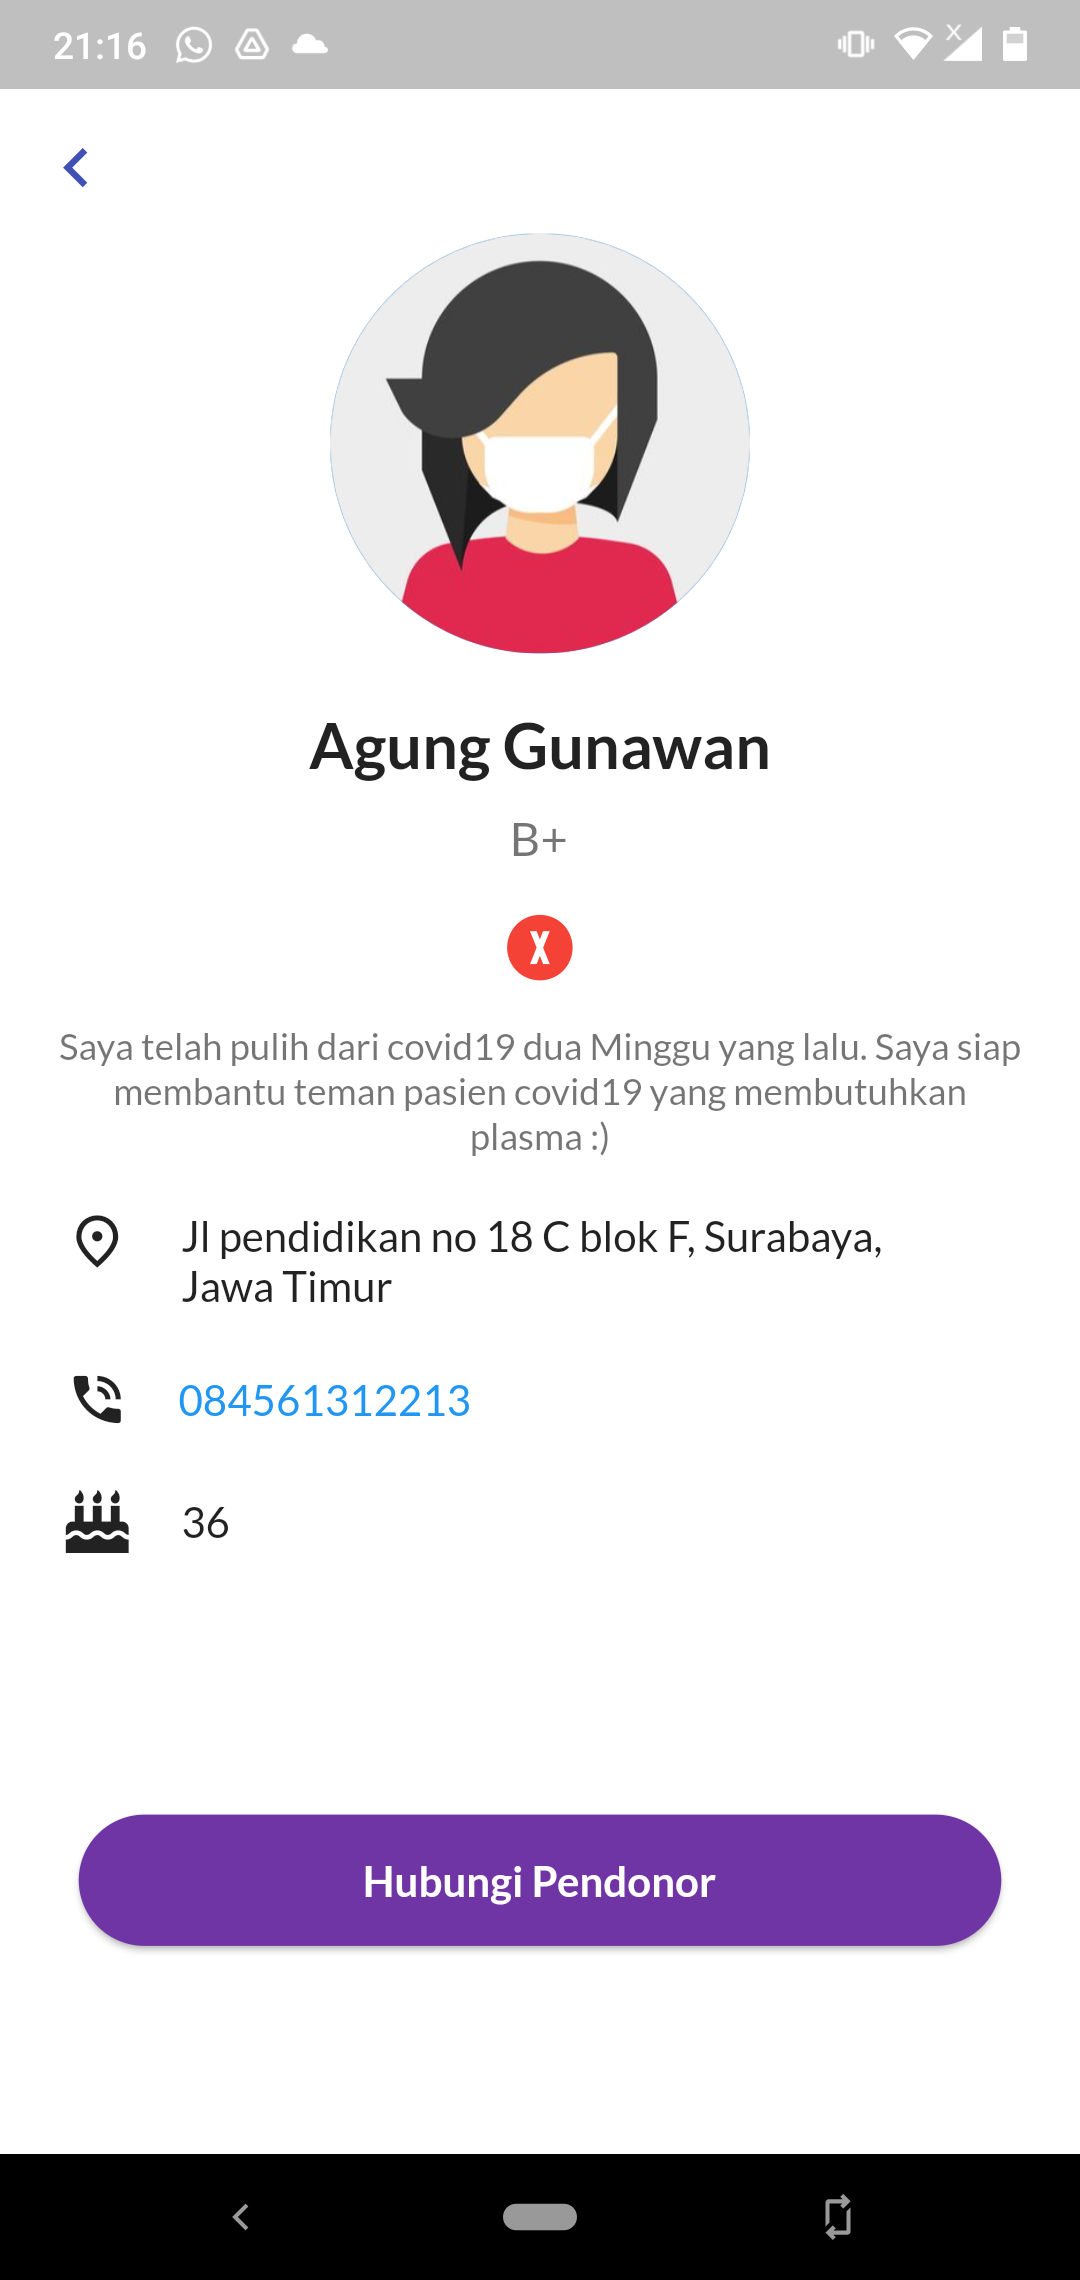 21:16
Agung Gunawan
B+
X
Saya telah pulih dari covid19 dua Minggu yang lalu. Saya siap
membantu teman pasien covid19 yang membutuhkan
plasma :)
Jl pendidikan no 18 C blok F, Surabaya,
Jawa Timur
084561312213
36
Hubungi Pendonor